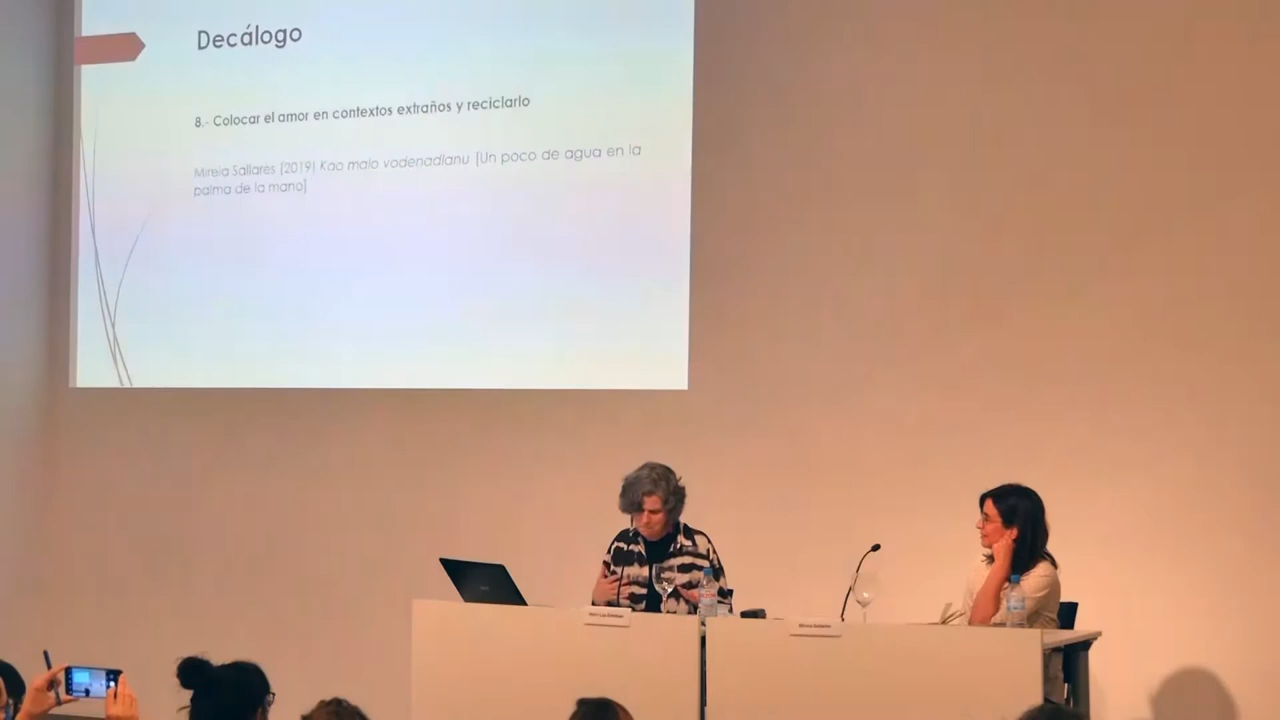 Decálogo
8.- Colocar el amor en contextos extraños y reciclarlo
Mireia Sallarès [2019] Kao malo vodenadlanu [Un poco de agua en la
palma de la mano]